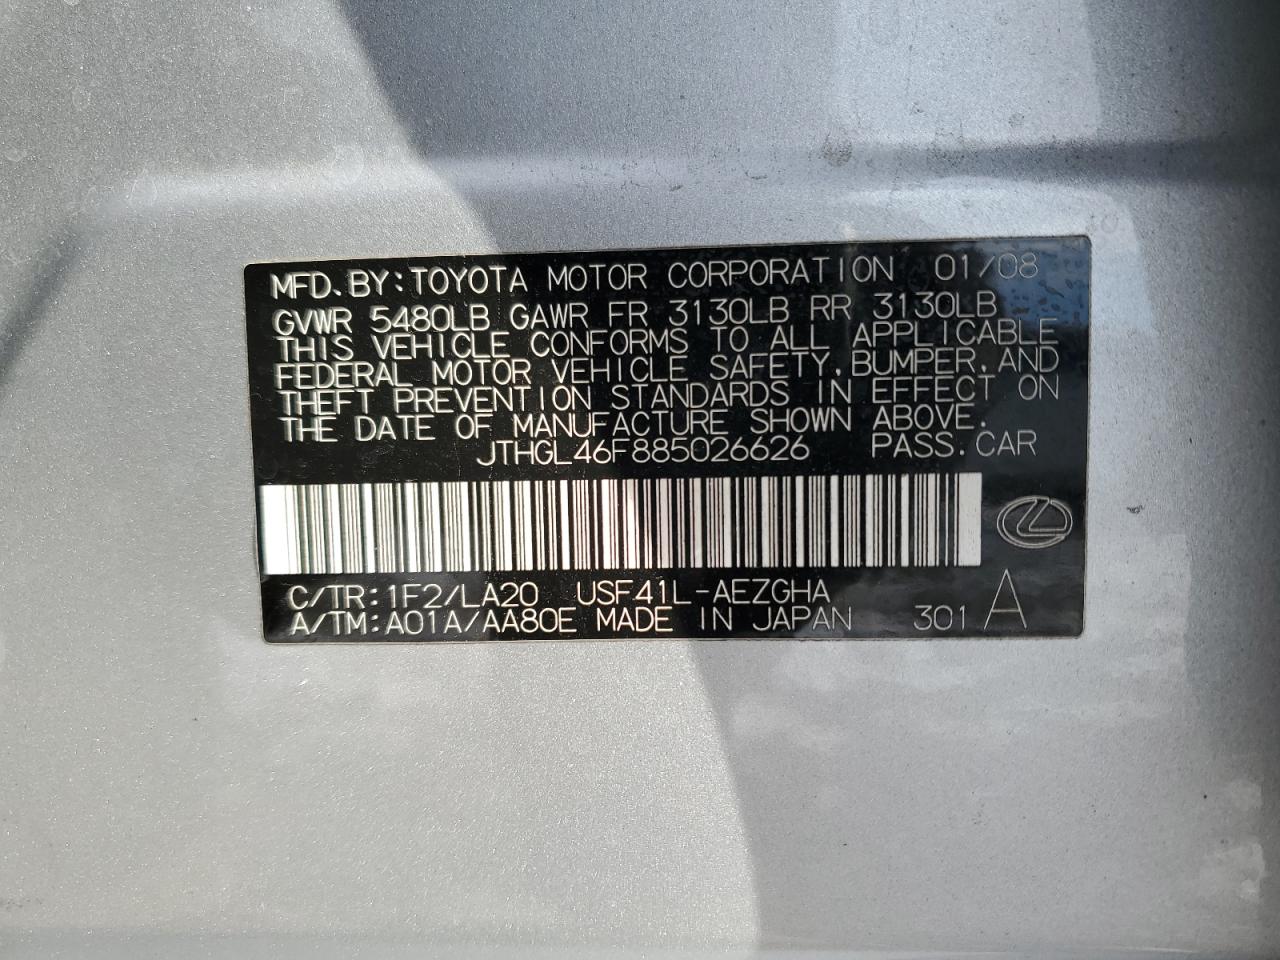 MFD. BY: TOYOTA MOTOR CORPORATION 01/08
GVWR 5480LB GAWR FR 3130LB RR 3130LB
THIS VEHICLE CONFORMS TO ALL APPLICABLE
FEDERAL MOTOR VEHICLE SAFETY, BUMPER, AND
THEFT PREVENTION STANDARDS IN EFFECT ON
THE DATE OF MANUFACTURE SHOWN ABOVE.
JTHGL46F885026626 PASS. CAR
C/TR: 1F2/LA20 USF41L-AEZGHA
A/TM: A01A/AA80E MADE IN JAPAN 301 A